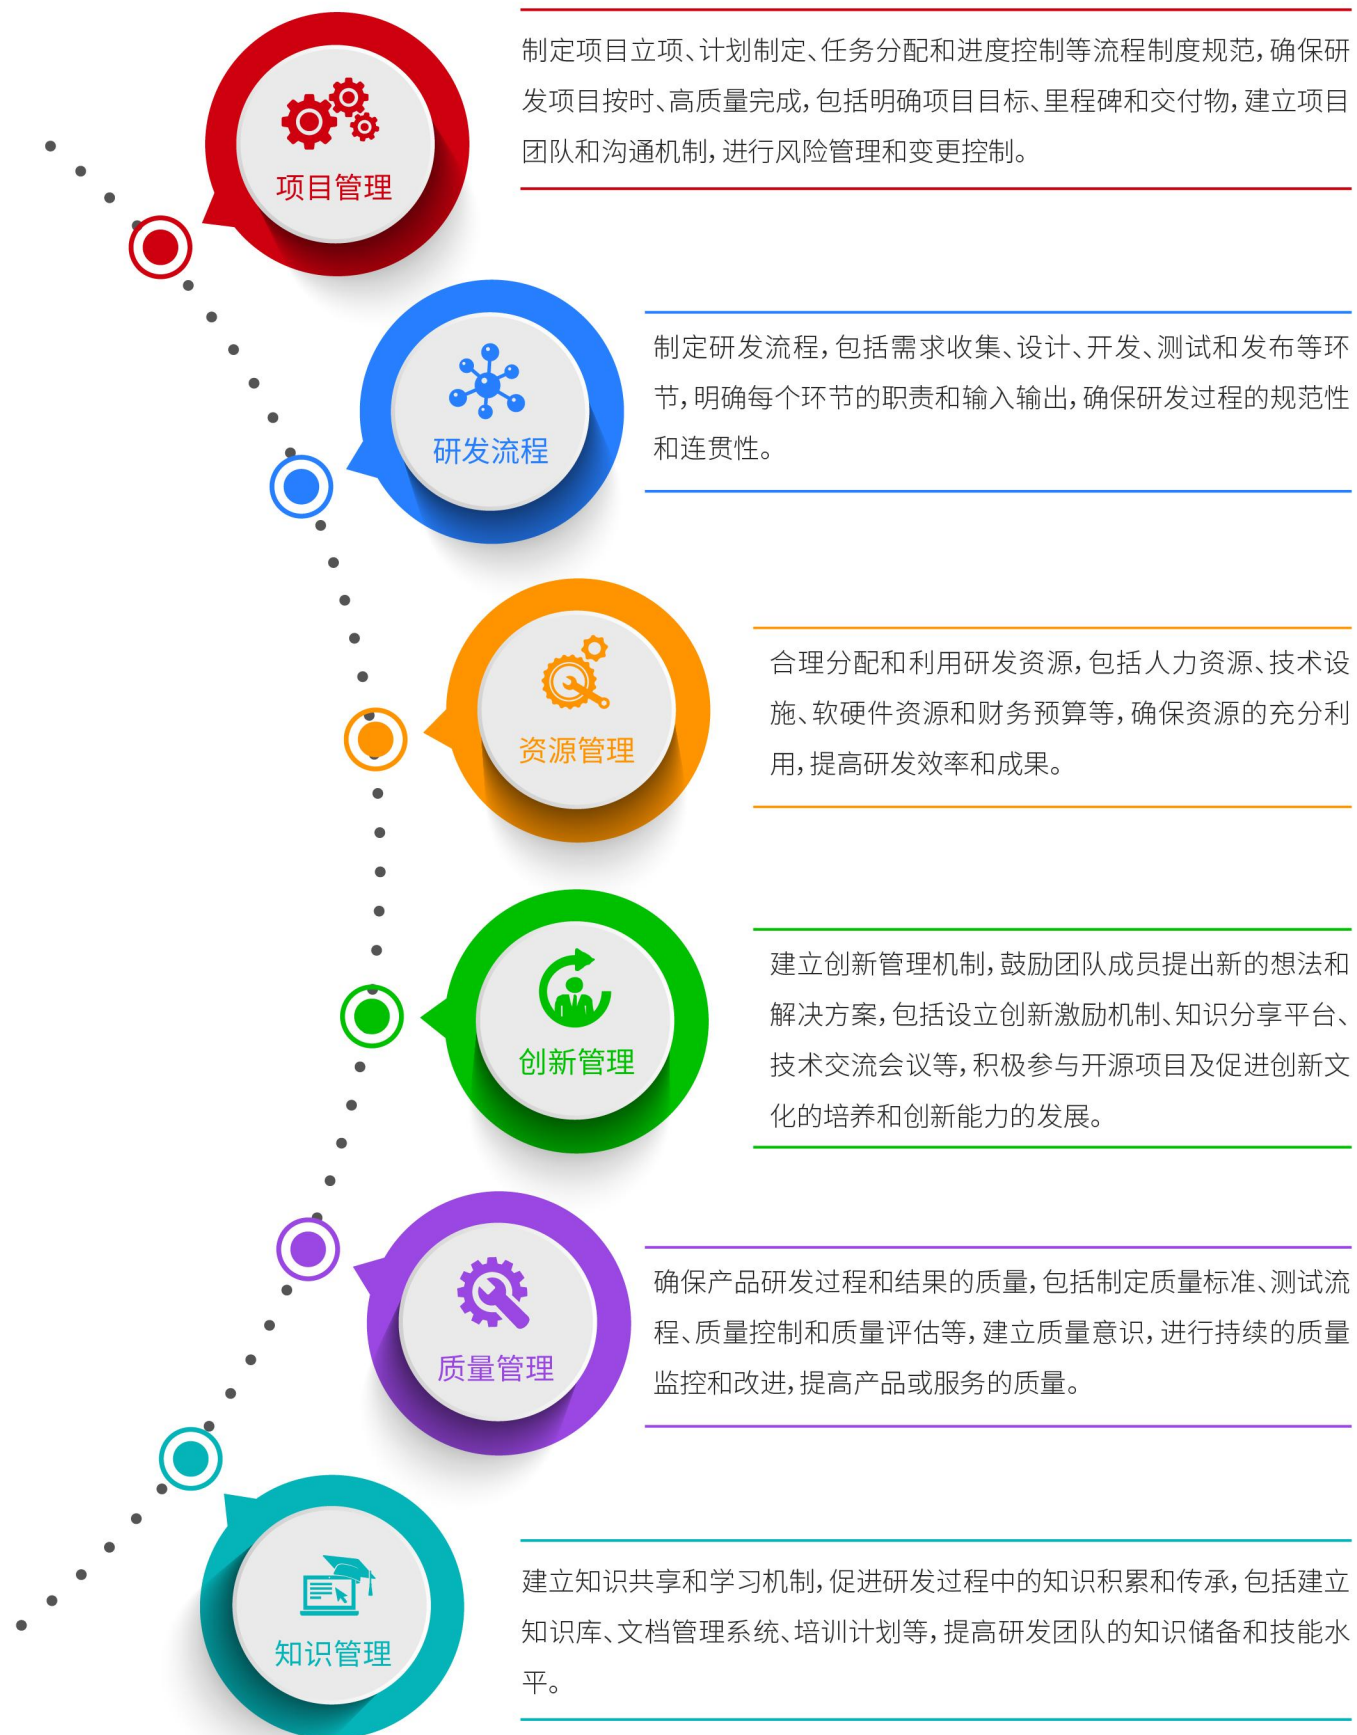 项目管理
制定项目立项、计划制定、任务分配和进度控制等流程制度规范,确保研
发项目按时、高质量完成,包括明确项目目标、里程碑和交付物,建立项目
团队和沟通机制,进行风险管理和变更控制。
研发流程
制定研发流程,包括需求收集、设计、开发、测试和发布等环
节,明确每个环节的职责和输入输出,确保研发过程的规范性
和连贯性。
资源管理
合理分配和利用研发资源,包括人力资源、技术设
施、软硬件资源和财务预算等,确保资源的充分利
用,提高研发效率和成果。
创新管理
建立创新管理机制,鼓励团队成员提出新的想法和
解决方案,包括设立创新激励机制、知识分享平台、
技术交流会议等,积极参与开源项目及促进创新文
化的培养和创新能力的发展。
质量管理
确保产品研发过程和结果的质量,包括制定质量标准、测试流
程、质量控制和质量评估等,建立质量意识,进行持续的质量
监控和改进,提高产品或服务的质量。
知识管理
建立知识共享和学习机制,促进研发过程中的知识积累和传承,包括建立
知识库、文档管理系统、培训计划等,提高研发团队的知识储备和技能水
平。